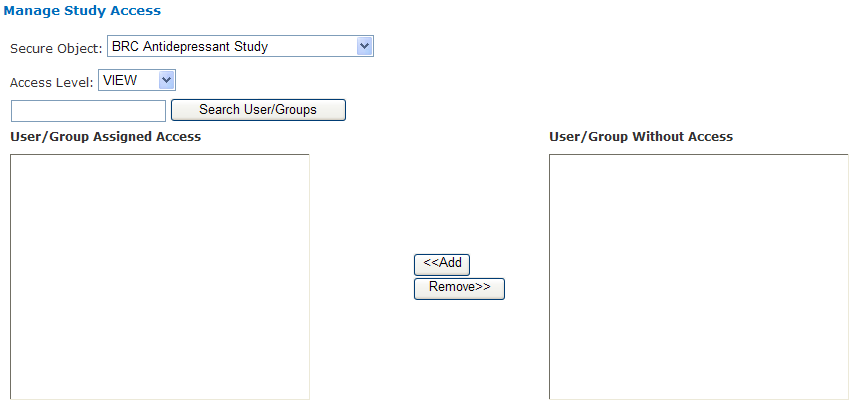 Manage Study Access
Secure Object: BRC Antidepressant Study
Access Level: VIEW
Search User/Groups
User/Group Assigned Access User/Group Without Access
<<Add
Remove>>